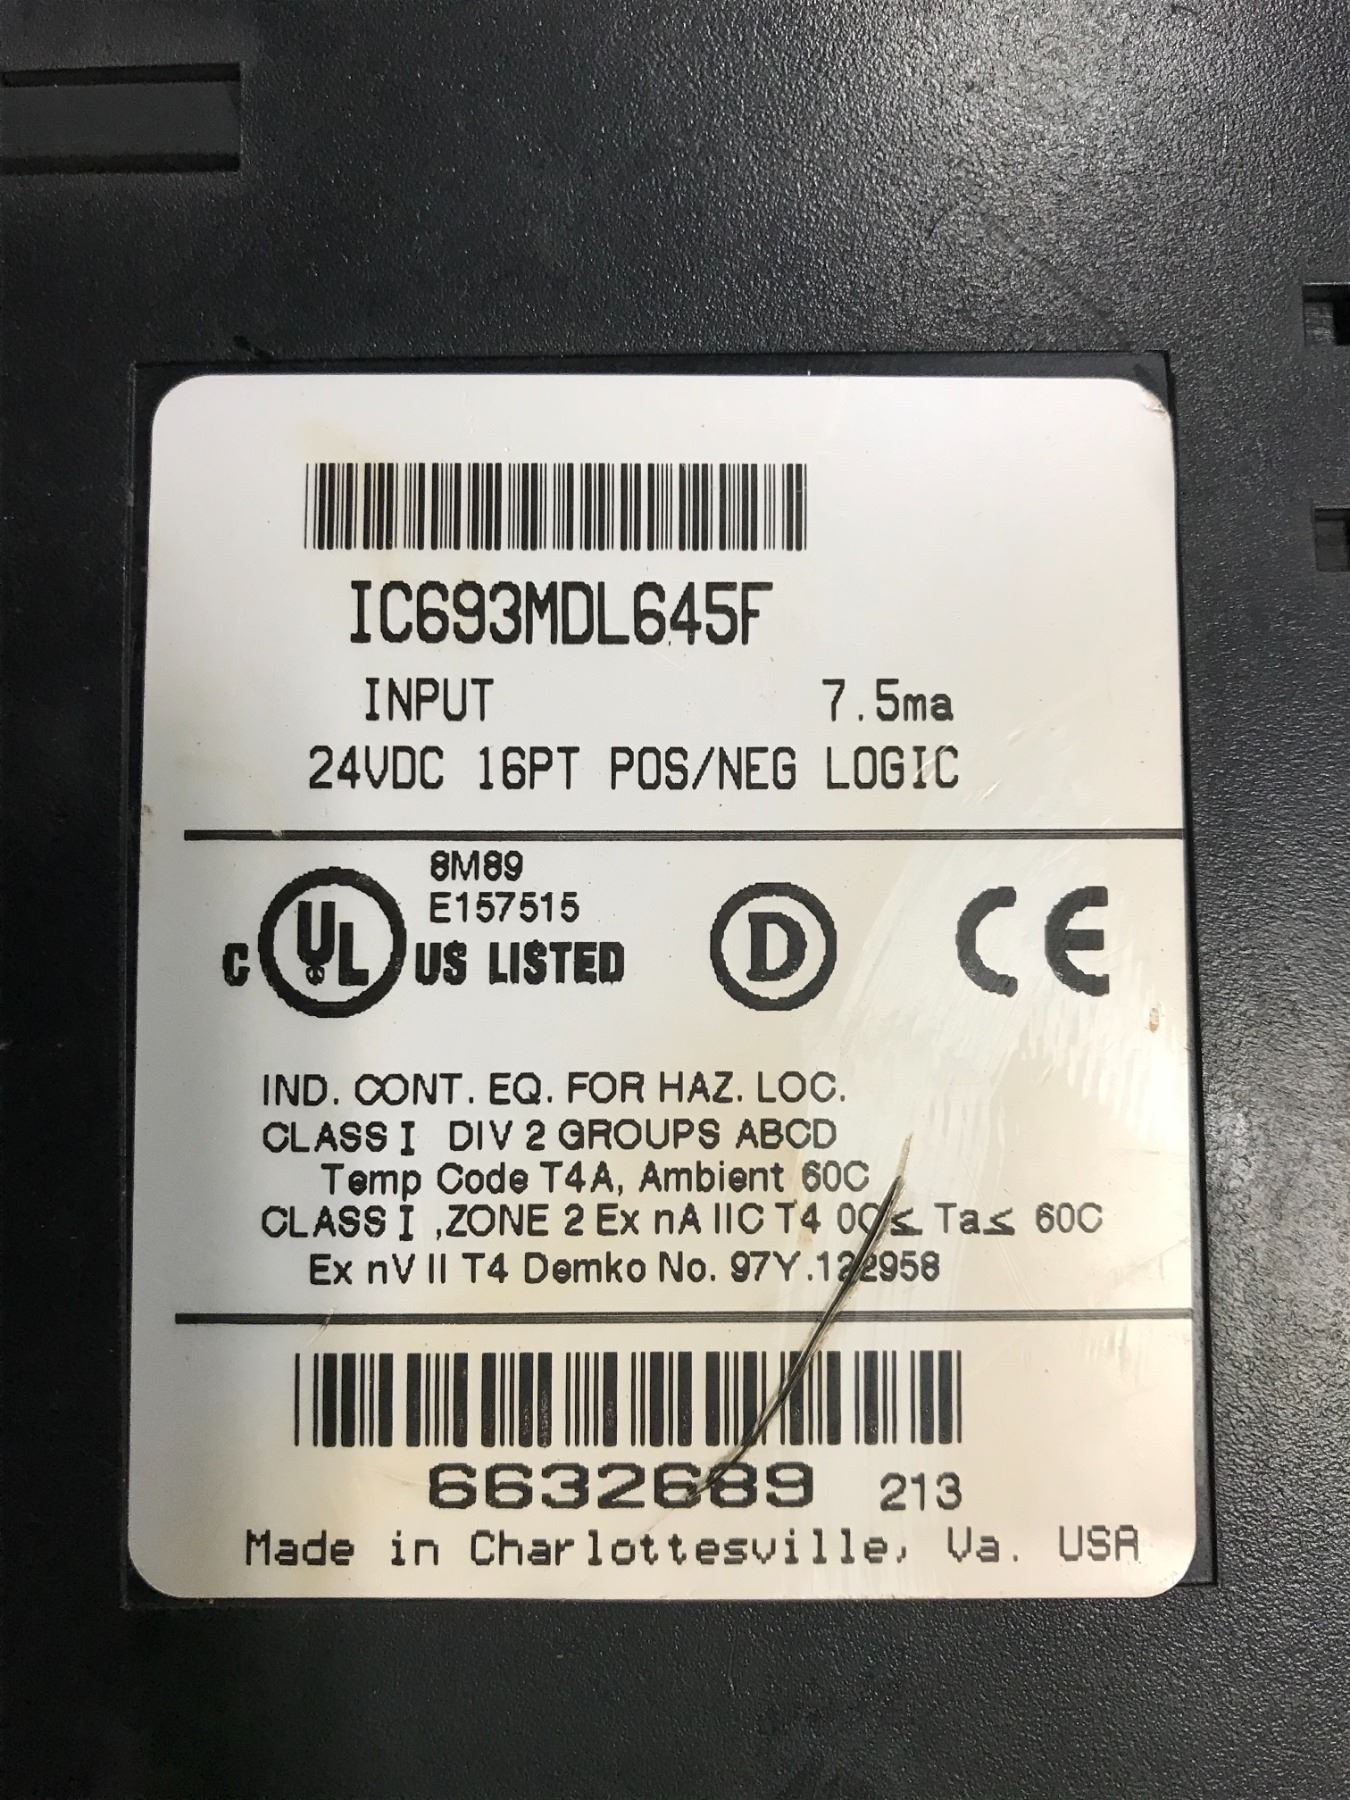 IC693MDL645F
INPUT 7.5ma
24VDC 16PT POS/NEG LOGIC
8M89
E157515
C UL US LISTED
D
CE
IND. CONT. EQ. FOR HAZ. LOC.
CLASS I DIV 2 GROUPS ABCD
Temp Code T4A, Ambient 60C
CLASS I ,ZONE 2 Ex nA IIC T4 0C≤ Ta≤ 60C
Ex nV II T4 Demko No. 97Y.122958
6632689 213
Made in Charlottesville, Va. USA